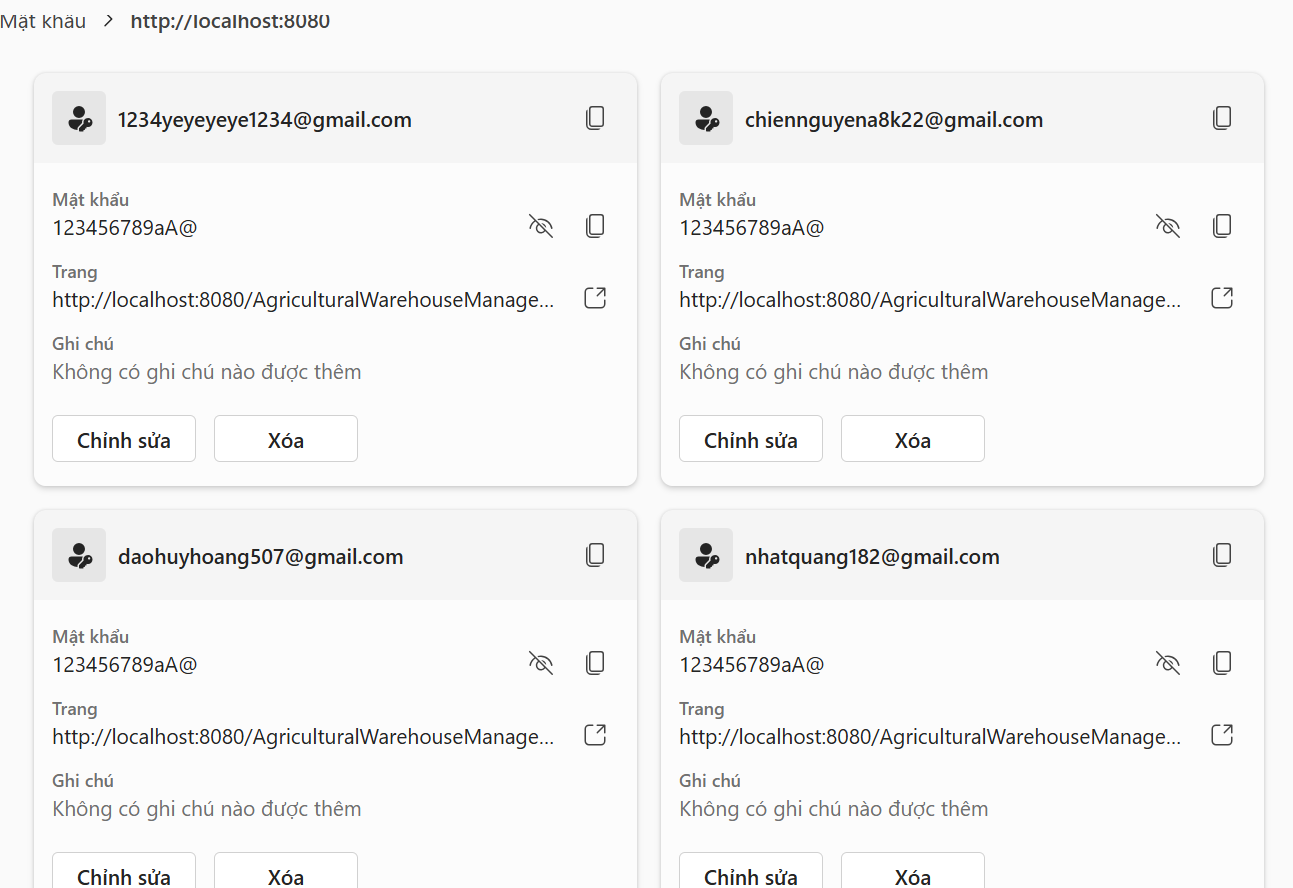 Mật khẩu > http://localhost:8080
1234yeyeyeye1234@gmail.com
Mật khẩu
123456789aA@
Trang
http://localhost:8080/AgriculturalWarehouseManage...
Ghi chú
Không có ghi chú nào được thêm
Chỉnh sửa Xóa
chiennguyena8k22@gmail.com
Mật khẩu
123456789aA@
Trang
http://localhost:8080/AgriculturalWarehouseManage...
Ghi chú
Không có ghi chú nào được thêm
Chỉnh sửa Xóa
daohuyhoang507@gmail.com
Mật khẩu
123456789aA@
Trang
http://localhost:8080/AgriculturalWarehouseManage...
Ghi chú
Không có ghi chú nào được thêm
Chỉnh sửa Xóa
nhatquang182@gmail.com
Mật khẩu
123456789aA@
Trang
http://localhost:8080/AgriculturalWarehouseManage...
Ghi chú
Không có ghi chú nào được thêm
Chỉnh sửa Xóa